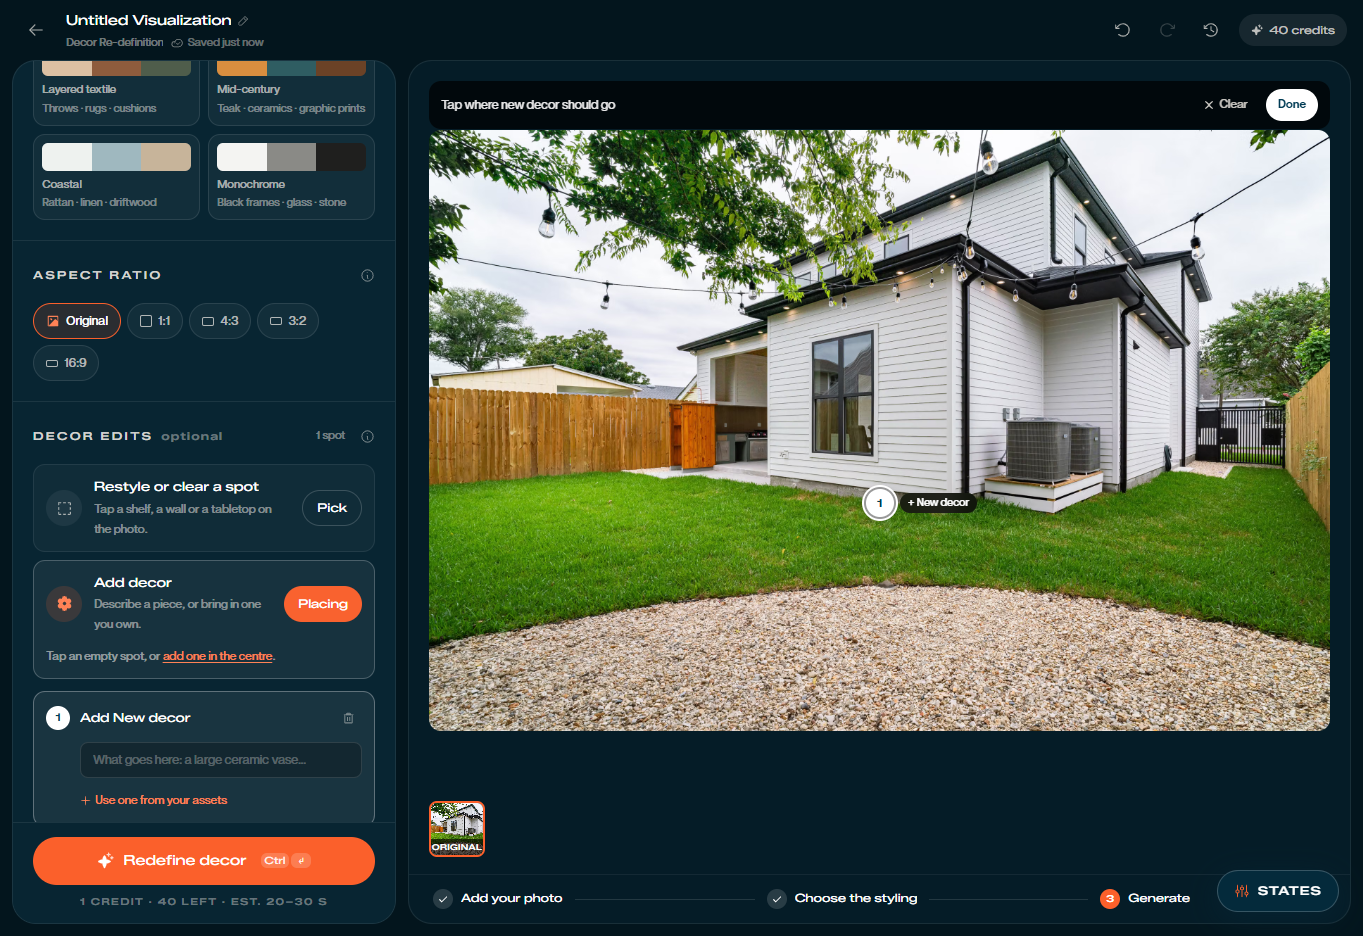 Untitled Visualization
Decor Re-definition Saved just now
40 credits
Layered textile
Throws · rugs · cushions
Mid-century
Teak · ceramics · graphic prints
Coastal
Rattan · linen · driftwood
Monochrome
Black frames · glass · stone
ASPECT RATIO
Original
1:1
4:3
3:2
16:9
DECOR EDITS optional
1 spot
Restyle or clear a spot
Tap a shelf, a wall or a tabletop on
the photo.
Pick
Add decor
Describe a piece, or bring in one
you own.
Placing
Tap an empty spot, or add one in the centre.
1
Add New decor
What goes here: a large ceramic vase...
+ Use one from your assets
Redefine decor
Ctrl ↵
1 CREDIT · 40 LEFT · EST. 20–30 S
Tap where new decor should go
× Clear
Done
1
+ New decor
ORIGINAL
Add your photo
Choose the styling
3 Generate
STATES